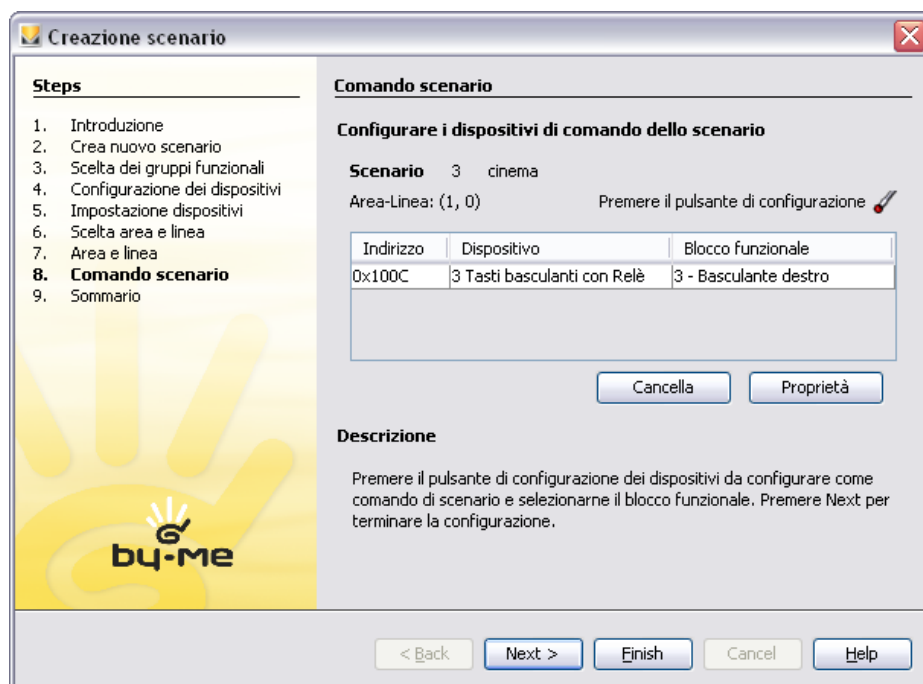 Creazione scenario
Steps
1. Introduzione
2. Crea nuovo scenario
3. Scelta dei gruppi funzionali
4. Configurazione dei dispositivi
5. Impostazione dispositivi
6. Scelta area e linea
7. Area e linea
8. Comando scenario
9. Sommario
by-me
Comando scenario
Configurare i dispositivi di comando dello scenario
Scenario 3 cinema
Area-Linea: (1, 0) Premere il pulsante di configurazione
Indirizzo Dispositivo Blocco funzionale
0x100C 3 Tasti basculanti con Relè 3 - Basculante destro
Cancella Proprietà
Descrizione
Premere il pulsante di configurazione dei dispositivi da configurare come
comando di scenario e selezionarne il blocco funzionale. Premere Next per
terminare la configurazione.
< Back Next > Finish Cancel Help